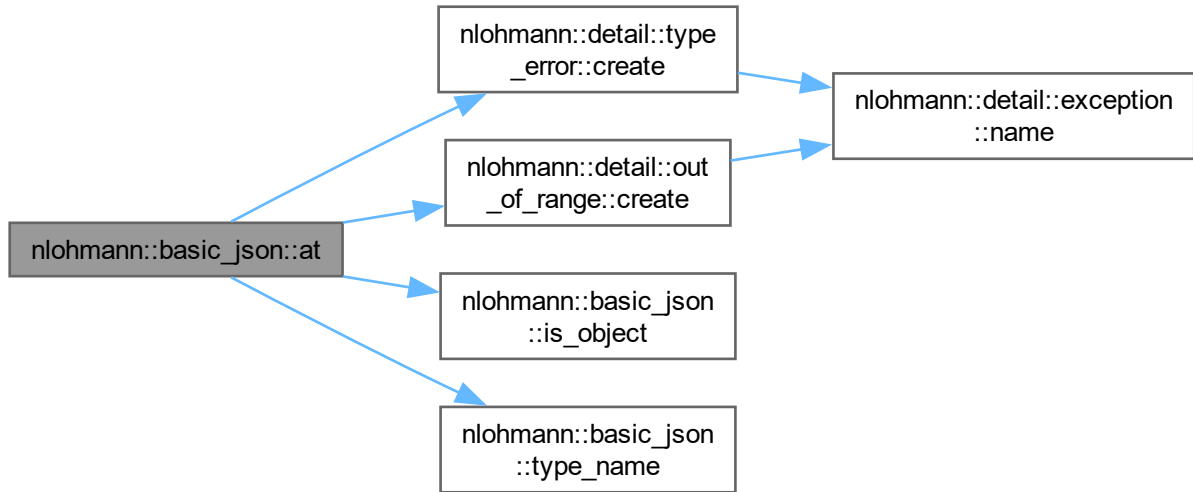 nlohmann::detail::type
_error::create
nlohmann::detail::exception
::name
nlohmann::detail::out
_of_range::create
nlohmann::basic_json::at
nlohmann::basic_json
::is_object
nlohmann::basic_json
::type_name